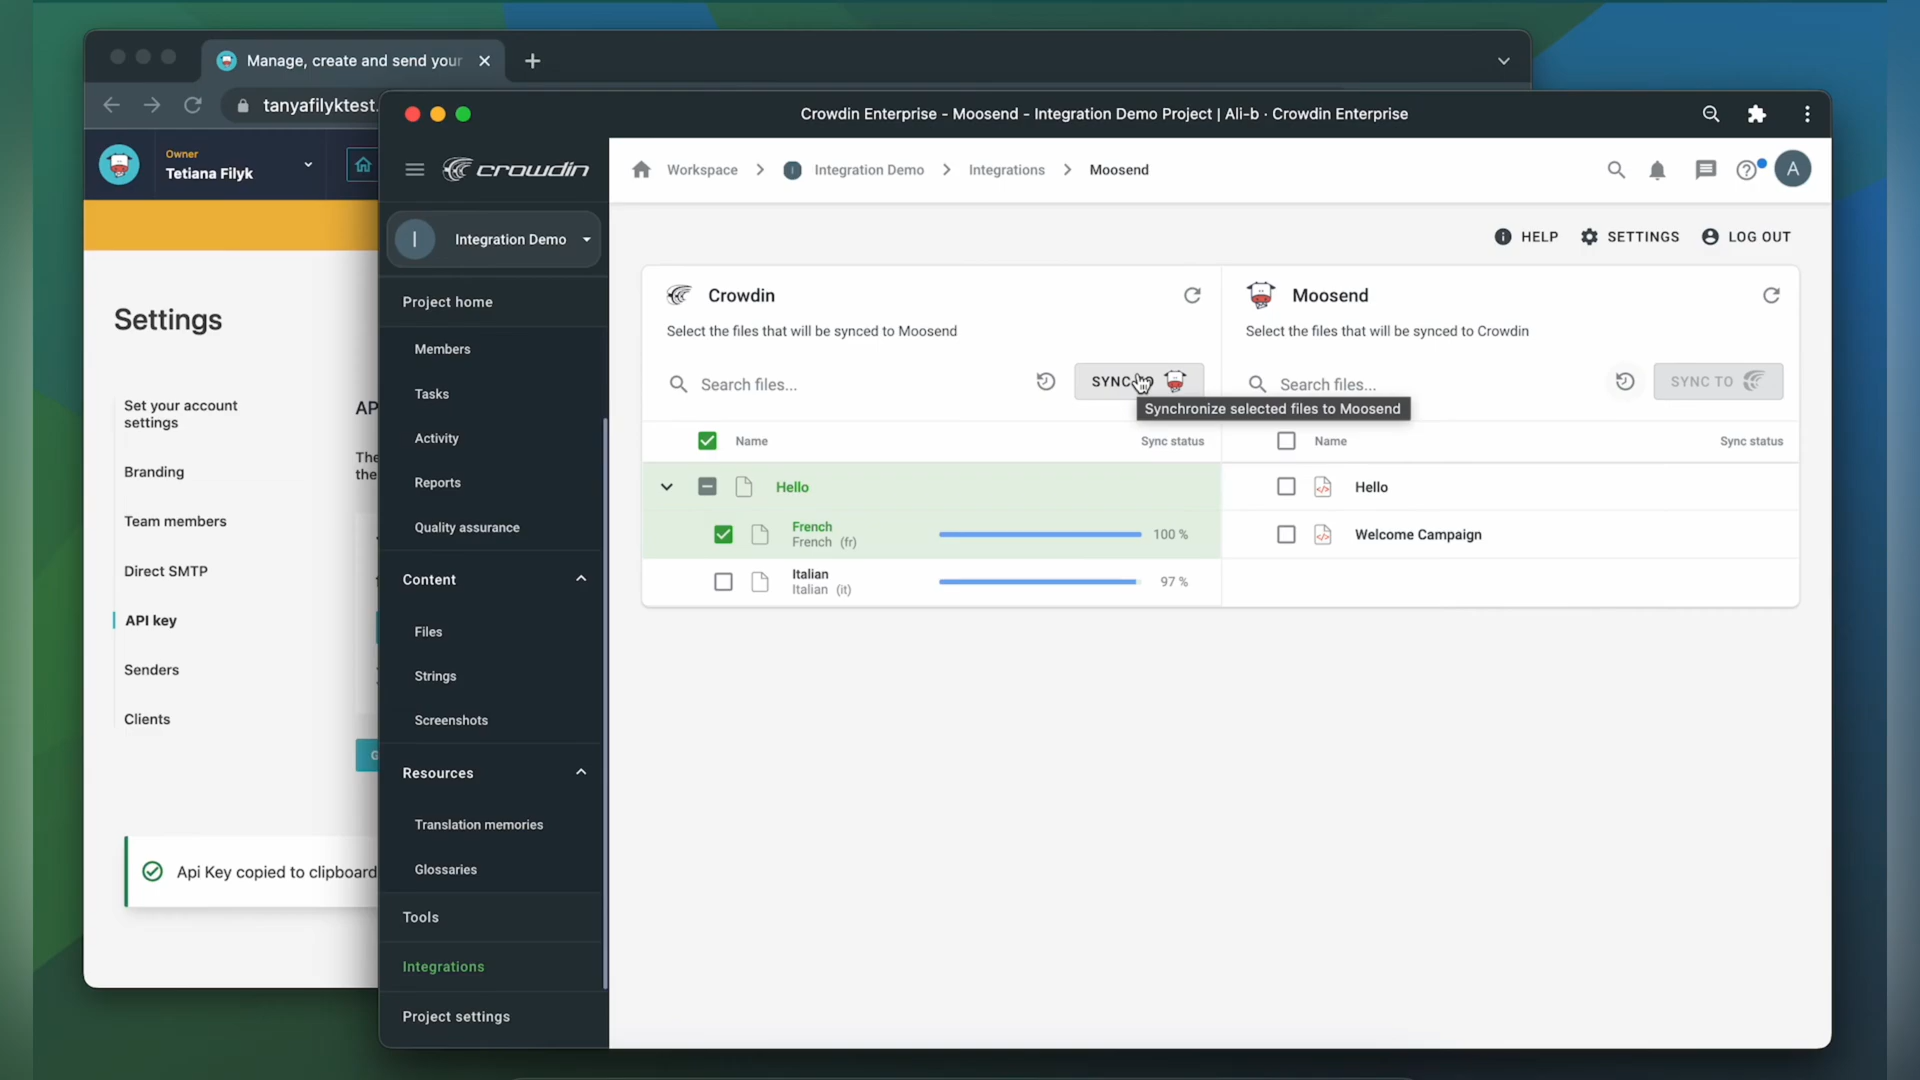 Manage, create and send your
tanyafilyktest.
Owner
Tetiana Filyk
Settings
Set your account
settings
Branding
Team members
Direct SMTP
API key
Senders
Clients
AP
The
the
G
Api Key copied to clipboard
Crowdin Enterprise - Moosend - Integration Demo Project | Ali-b · Crowdin Enterprise
crowdin
Workspace
I
Integration Demo
Integrations
Moosend
A
I
Integration Demo
Project home
Members
Tasks
Activity
Reports
Quality assurance
Content
Files
Strings
Screenshots
Resources
Translation memories
Glossaries
Tools
Integrations
Project settings
HELP
SETTINGS
LOG OUT
Crowdin
Select the files that will be synced to Moosend
Search files...
SYNC TO
Synchronize selected files to Moosend
Name
Sync status
Hello
French
French (fr)
100 %
Italian
Italian (it)
97 %
Moosend
Select the files that will be synced to Crowdin
Search files...
SYNC TO
Name
Sync status
Hello
Welcome Campaign